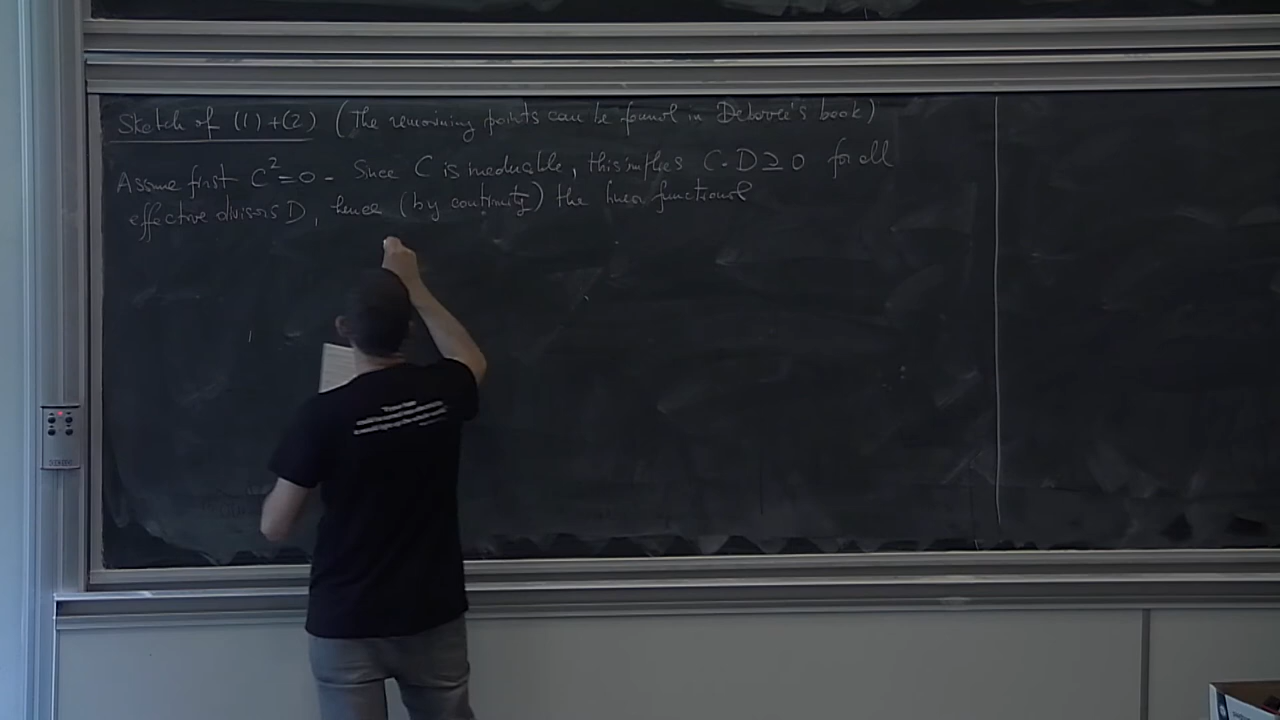 Sketch of (1)+(2) (The remaining points can be found in Debarre's book)
Assume first C²=0 - Since C is irreducible, this implies C·D≥0 for all
effective divisors D, hence (by continuity) the linear functional